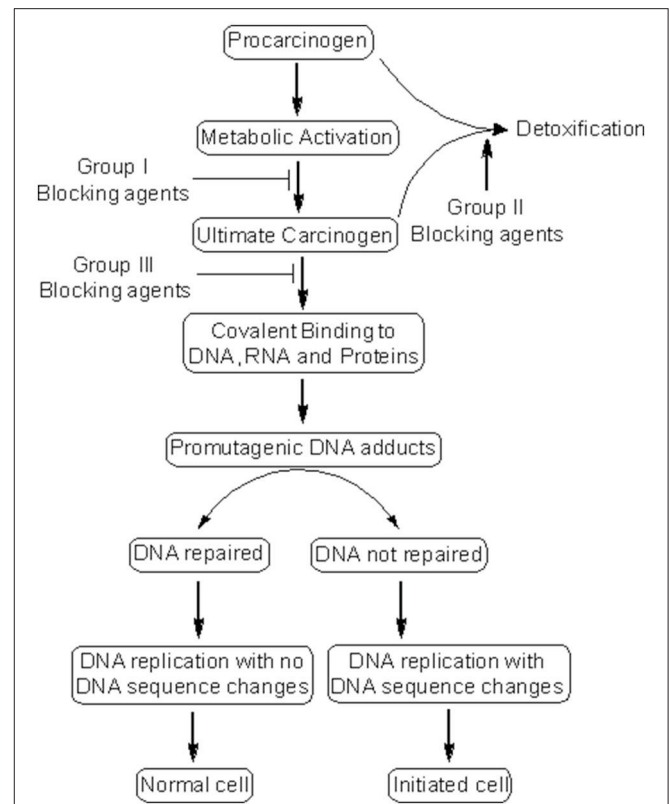 Procarcinogen
Metabolic Activation
Detoxification
Group I
Blocking agents
Group II
Blocking agents
Ultimate Carcinogen
Group III
Blocking agents
Covalent Binding to
DNA, RNA and Proteins
Promutagenic DNA adducts
DNA repaired
DNA not repaired
DNA replication with no
DNA sequence changes
DNA replication with
DNA sequence changes
Normal cell
Initiated cell